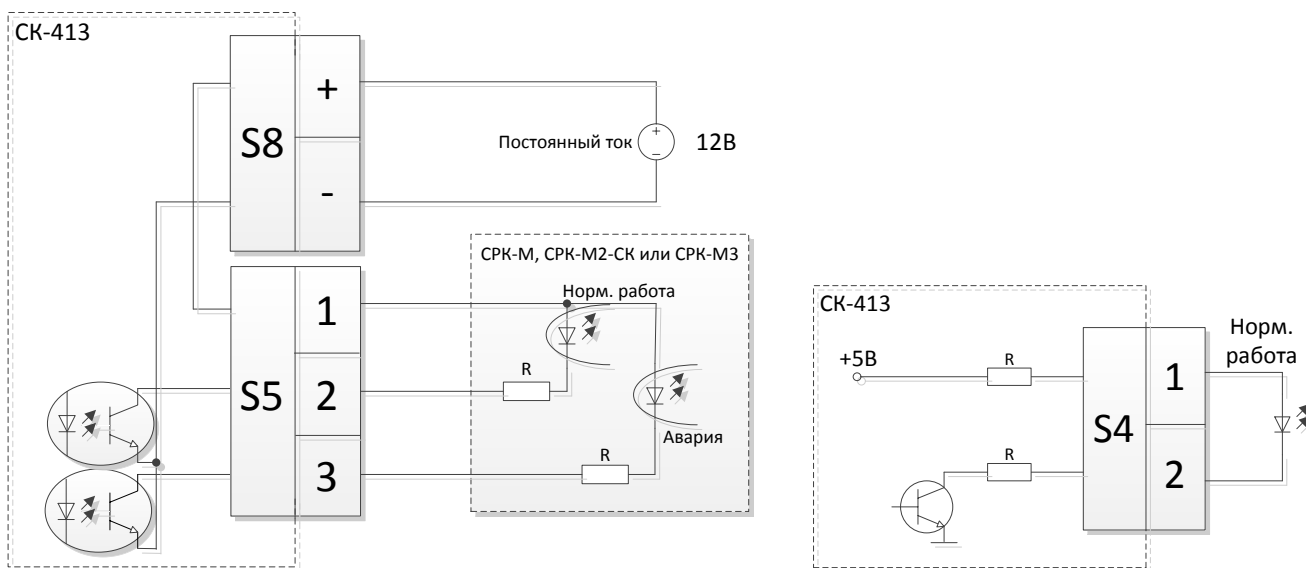 СК-413
S8
+
-
Постоянный ток
+
−
12В
СРК-М, СРК-М2-СК или СРК-М3
Норм. работа
S5
1
2
3
R
R
Авария
СК-413
+5В
R
R
S4
1
2
Норм.
работа